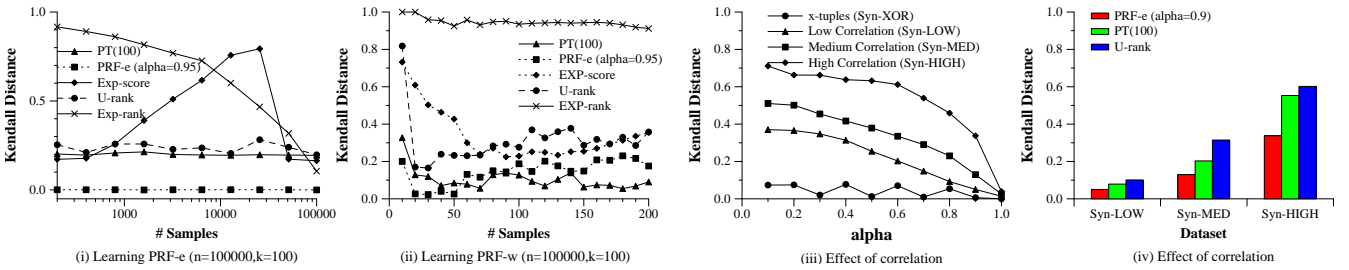 Kendall Distance
1.0
0.5
0.0
PT(100)
PRF-e (alpha=0.95)
Exp-score
U-rank
Exp-rank
1000
10000
100000
# Samples
(i) Learning PRF-e (n=100000,k=100)
Kendall Distance
1.0
0.8
0.6
0.4
0.2
0.0
PT(100)
PRF-e (alpha=0.95)
EXP-score
U-rank
EXP-rank
0
50
100
150
200
# Samples
(ii) Learning PRF-w (n=100000,k=100)
Kendall Distance
1.0
0.8
0.6
0.4
0.2
0.0
x-tuples (Syn-XOR)
Low Correlation (Syn-LOW)
Medium Correlation (Syn-MED)
High Correlation (Syn-HIGH)
0.0
0.2
0.4
0.6
0.8
1.0
alpha
(iii) Effect of correlation
Kendall Distance
1.0
0.8
0.6
0.4
0.2
0.0
PRF-e (alpha=0.9)
PT(100)
U-rank
Syn-LOW
Syn-MED
Syn-HIGH
Dataset
(iv) Effect of correlation